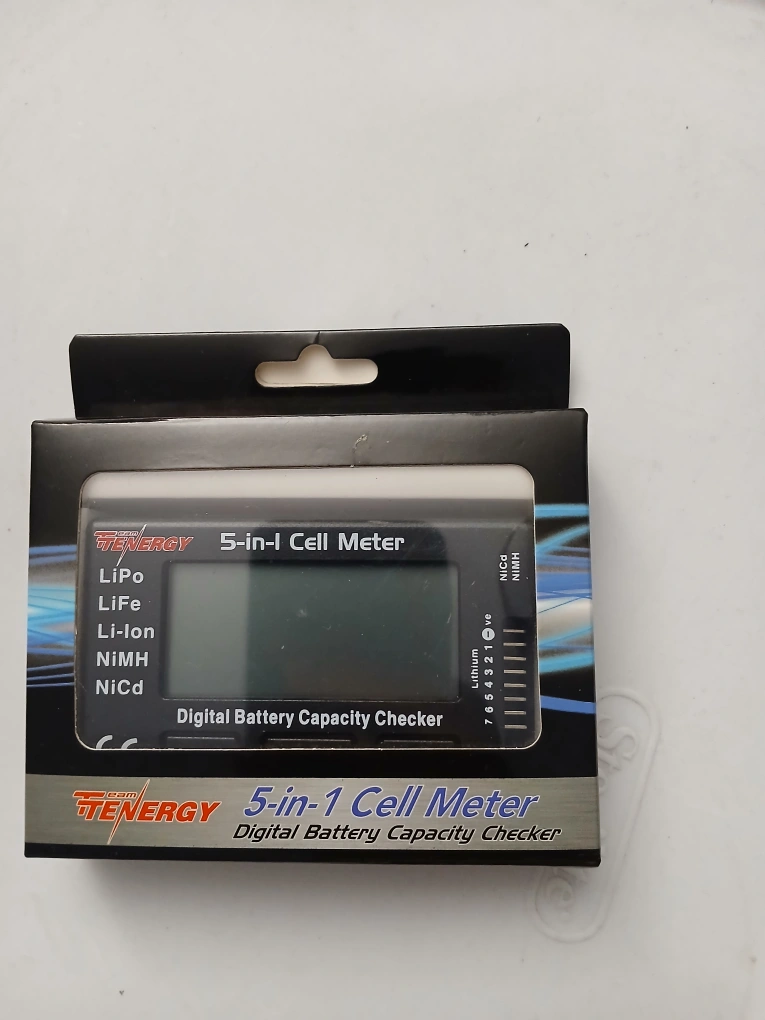 Team
TENERGY
5-in-1 Cell Meter
LiPo
LiFe
Li-Ion
NiMH
NiCd
Digital Battery Capacity Checker
NiCd
NiMH
Lithium
7 6 5 4 3 2 1 -ve
CE
Team
TENERGY
5-in-1 Cell Meter
Digital Battery Capacity Checker